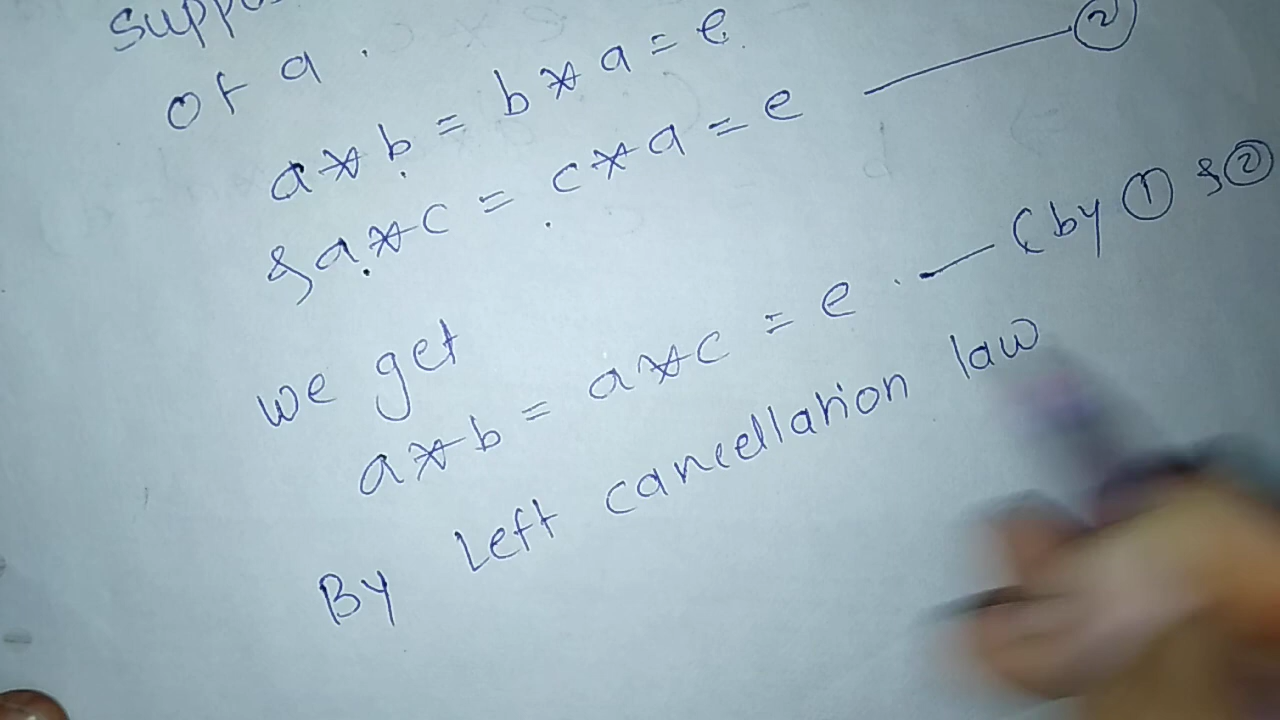 of a.
a * b = b * a = e
& a * c = c * a = e — ②
we get
a * b = a * c = e. — (by ① & ②
By Left cancellation law